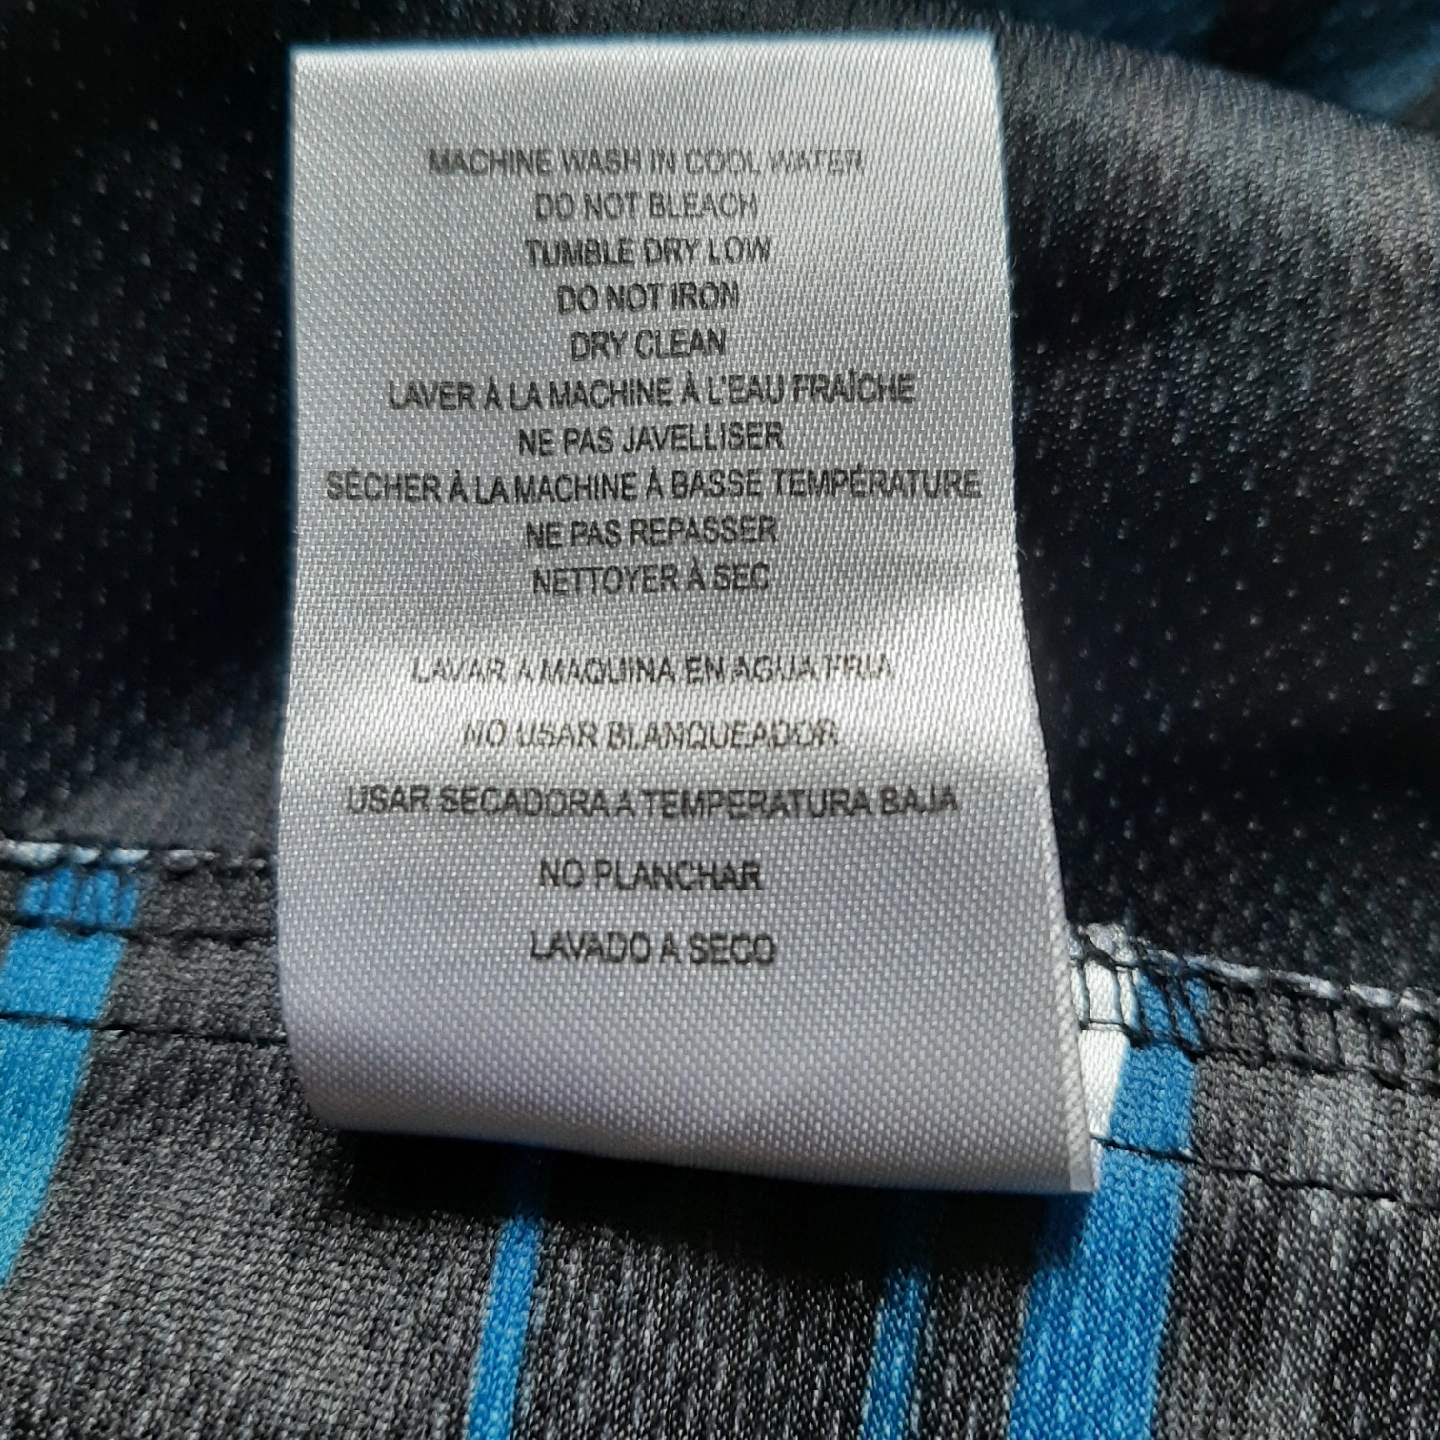 MACHINE WASH IN COOL WATER
DO NOT BLEACH
TUMBLE DRY LOW
DO NOT IRON
DRY CLEAN
LAVER À LA MACHINE À L'EAU FRAÎCHE
NE PAS JAVELLISER
SÉCHER À LA MACHINE À BASSE TEMPÉRATURE
NE PAS REPASSER
NETTOYER À SEC
LAVAR A MAQUINA EN AGUA FRIA
NO USAR BLANQUEADOR
USAR SECADORA A TEMPERATURA BAJA
NO PLANCHAR
LAVADO A SECO